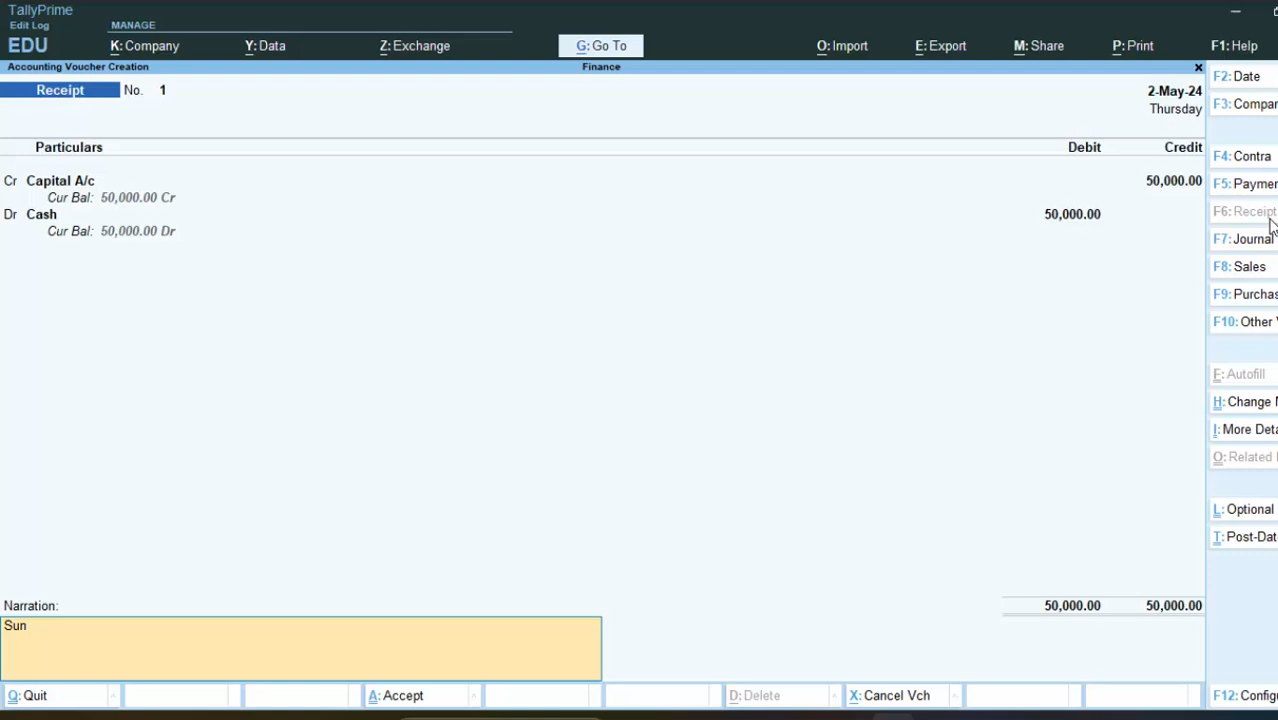 TallyPrime
Edit Log
EDU
MANAGE
K: Company
Y: Data
Z: Exchange
G: Go To
O: Import
E: Export
M: Share
P: Print
F1: Help
Accounting Voucher Creation
Finance
x
Receipt No. 1
2-May-24
Thursday
Particulars Debit Credit
Cr Capital A/c 50,000.00
Cur Bal: 50,000.00 Cr
Dr Cash 50,000.00
Cur Bal: 50,000.00 Dr
Narration: 50,000.00 50,000.00
Sun
Q: Quit
A: Accept
D: Delete
X: Cancel Vch
F2: Date
F3: Compan
F4: Contra
F5: Paymen
F6: Receipt
F7: Journal
F8: Sales
F9: Purchas
F10: Other
F: Autofill
H: Change
I: More Deta
O: Related
L: Optional
T: Post-Dat
F12: Config